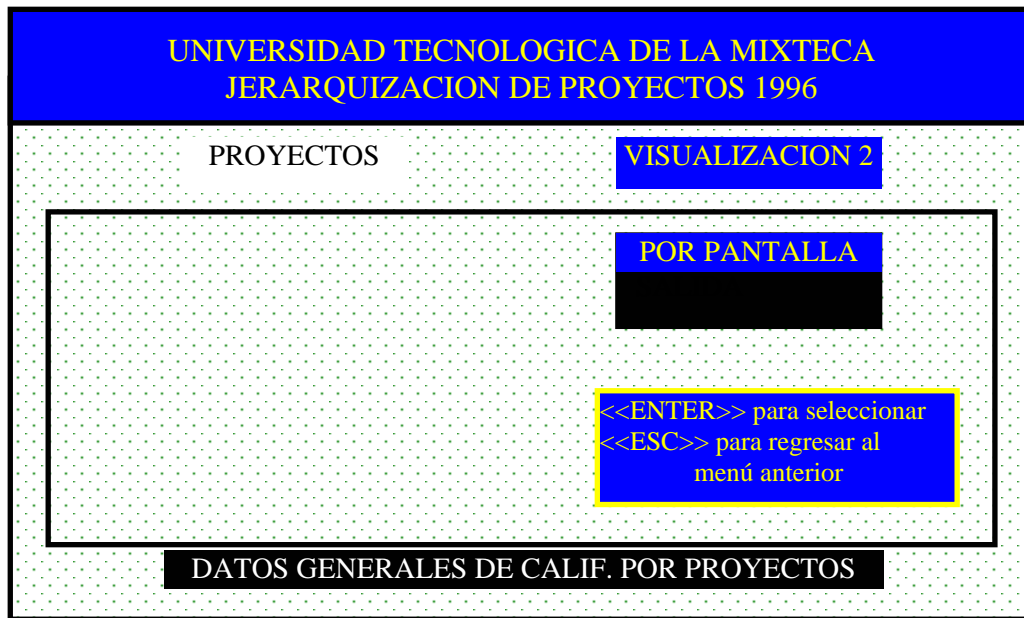 UNIVERSIDAD TECNOLOGICA DE LA MIXTECA
JERARQUIZACION DE PROYECTOS 1996
PROYECTOS
VISUALIZACION 2
POR PANTALLA
<<ENTER>> para seleccionar
<<ESC>> para regresar al
menú anterior
DATOS GENERALES DE CALIF. POR PROYECTOS